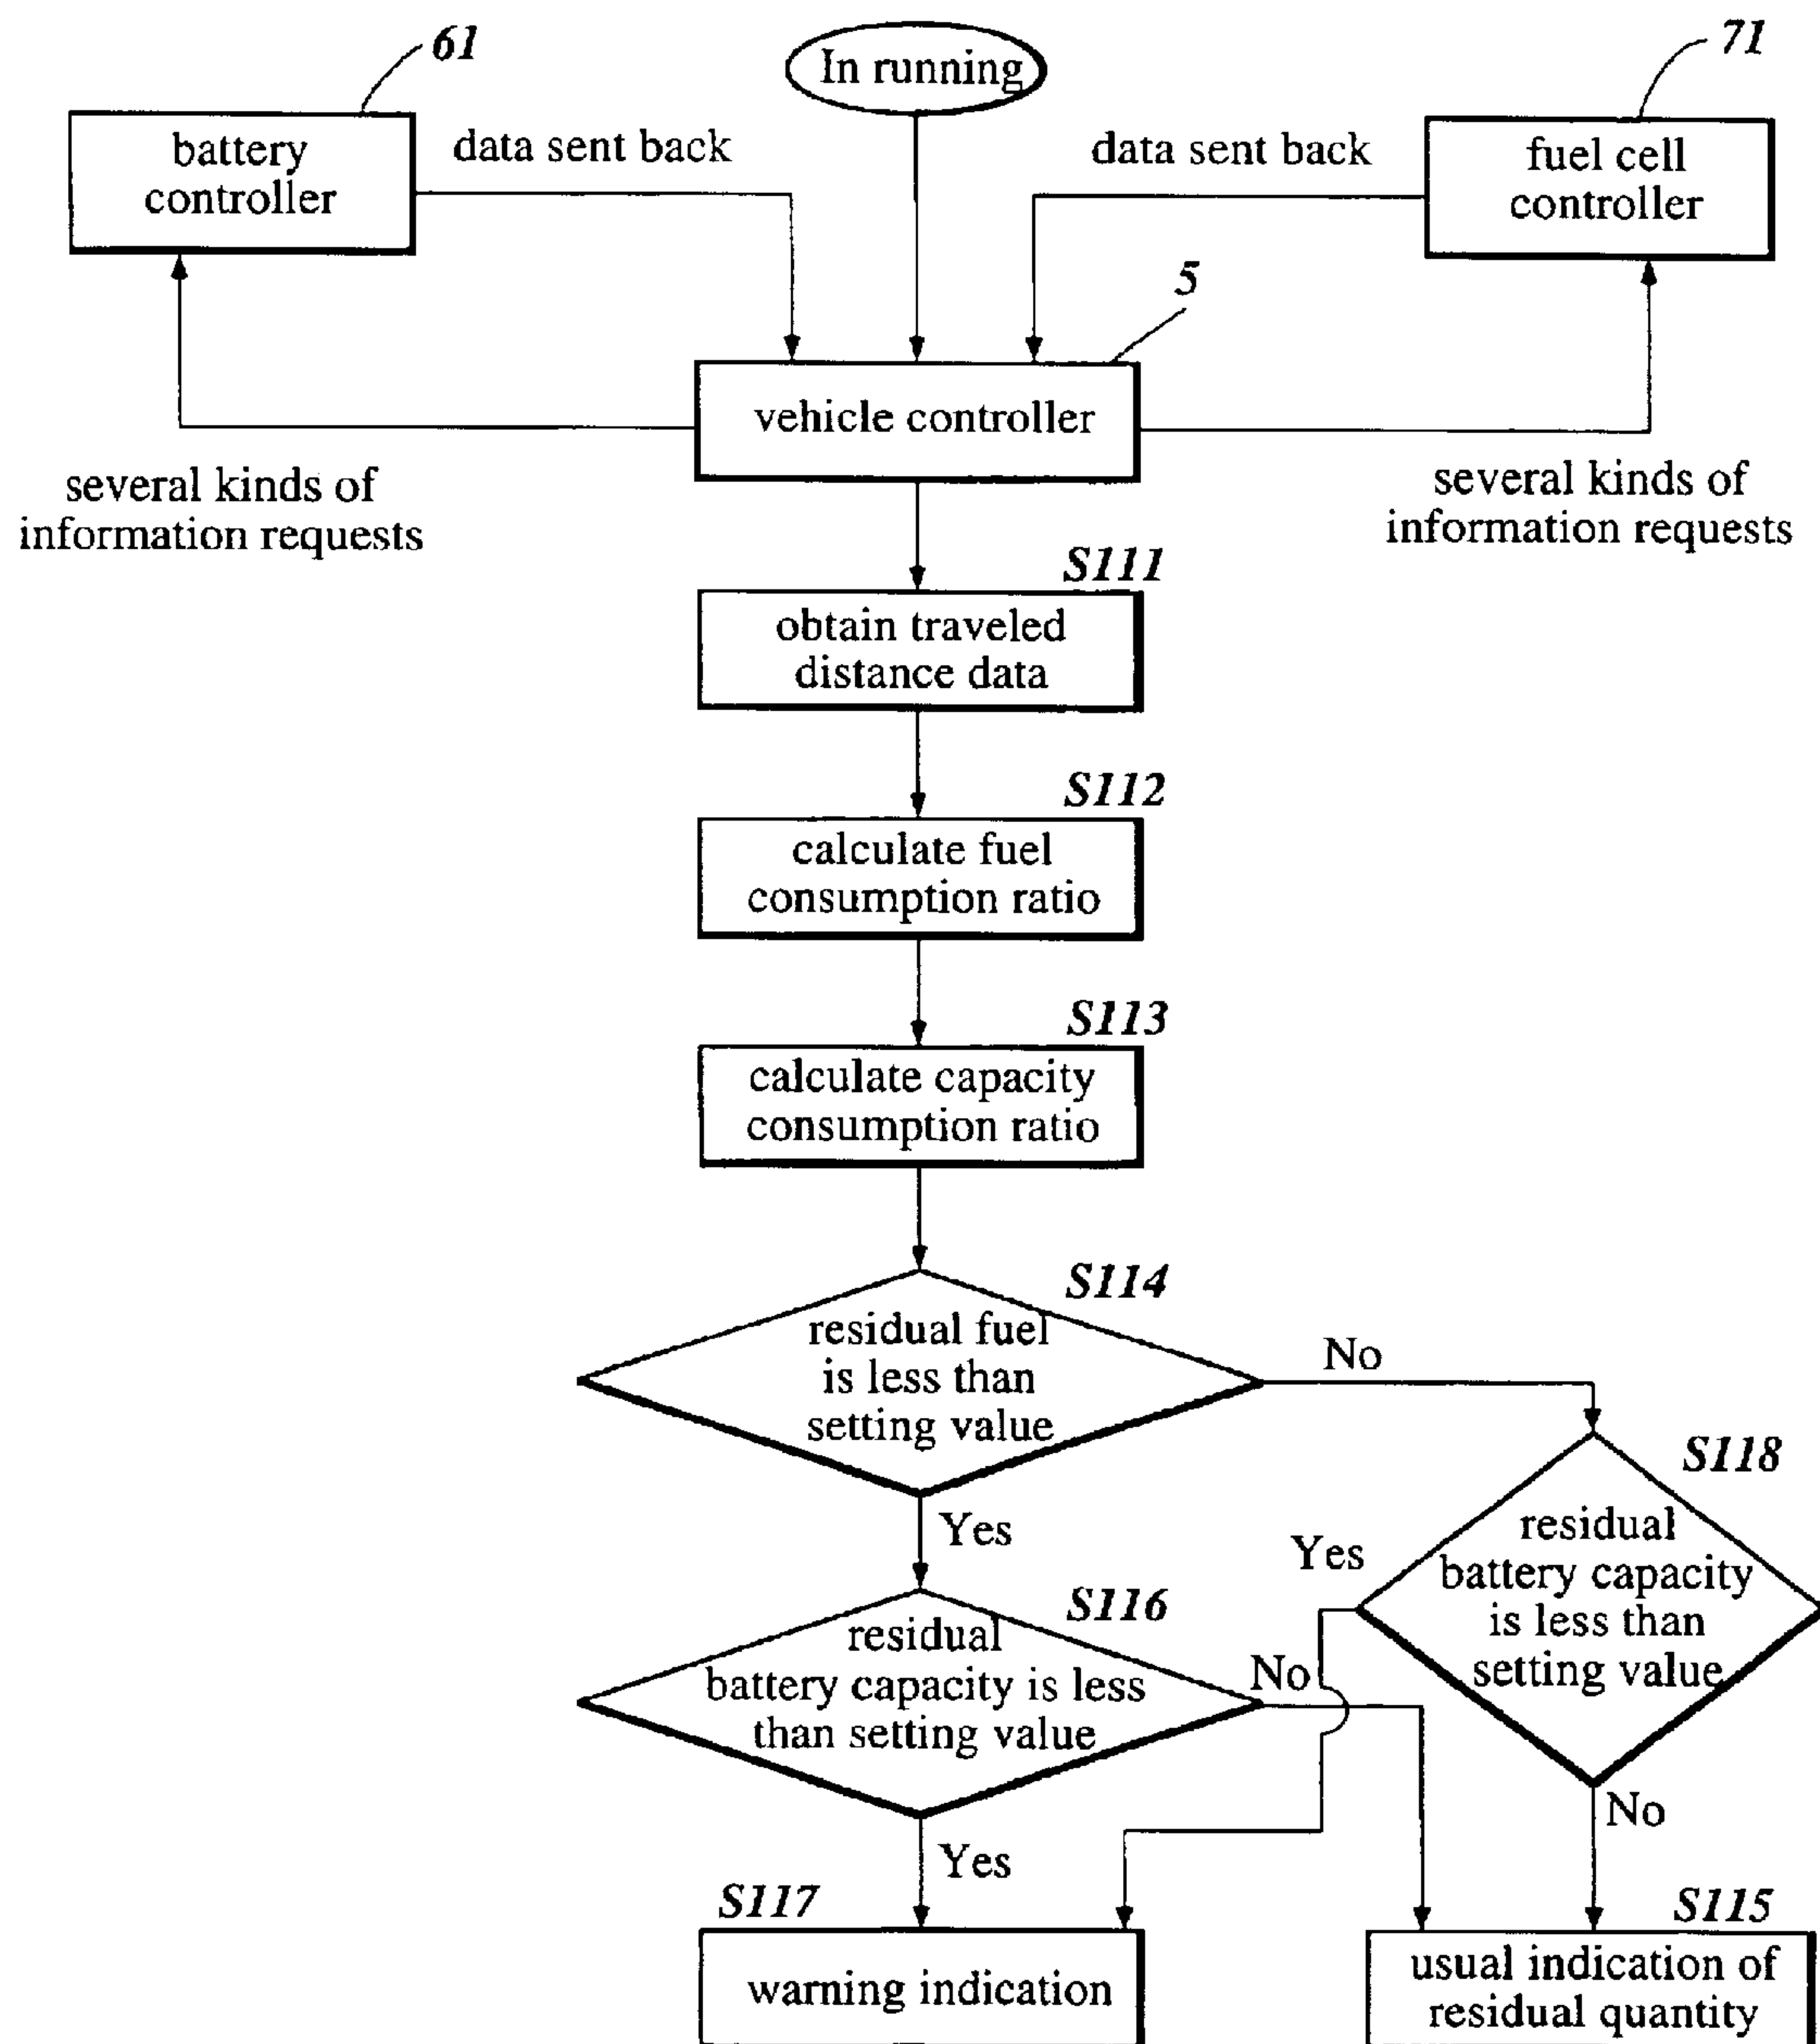 61
In running
71
battery
controller
data sent back
data sent back
fuel cell
controller
5
vehicle controller
several kinds of
information requests
several kinds of
information requests
S111
obtain traveled
distance data
S112
calculate fuel
consumption ratio
S113
calculate capacity
consumption ratio
S114
residual fuel
is less than
setting value
No
Yes
S118
residual
battery capacity
is less than
setting value
Yes
S116
residual
battery capacity is less
than setting value
No
No
Yes
S117
warning indication
S115
usual indication of
residual quantity